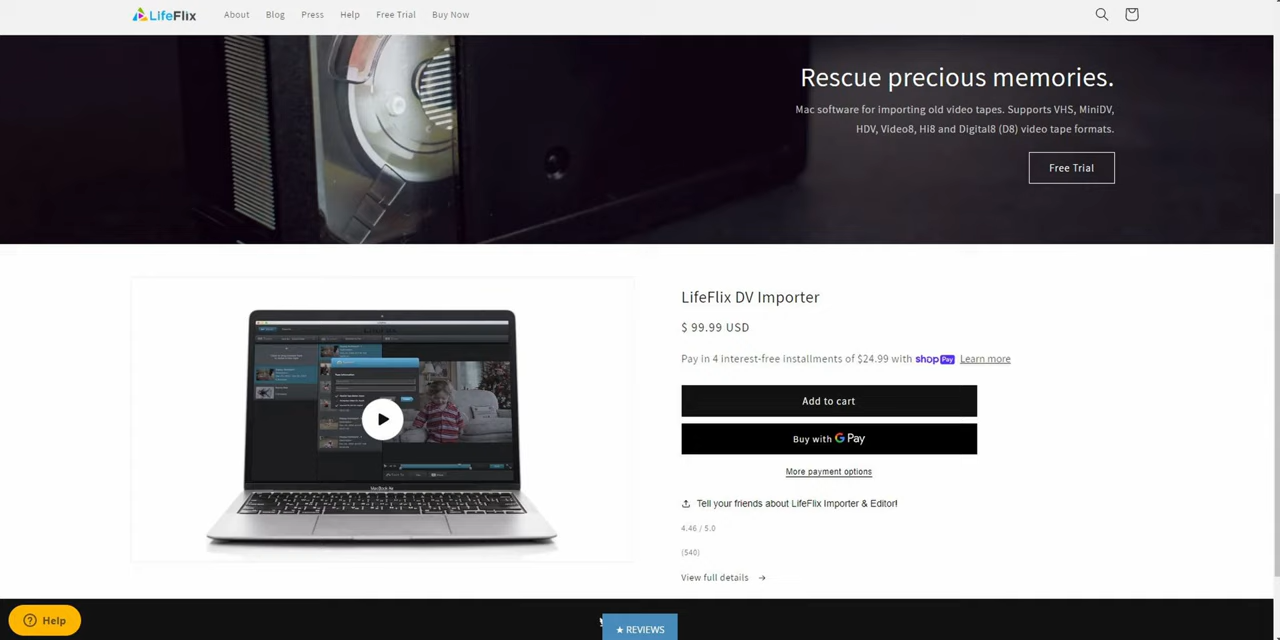 LifeFlix
About Blog Press Help Free Trial Buy Now
Rescue precious memories.
Mac software for importing old video tapes. Supports VHS, MiniDV,
HDV, Video8, Hi8 and Digital8 (D8) video tape formats.
Free Trial
LifeFlix DV Importer
$ 99.99 USD
Pay in 4 interest-free installments of $24.99 with shop Pay Learn more
Add to cart
Buy with G Pay
More payment options
Tell your friends about LifeFlix Importer & Editor!
4.46 / 5.0
(540)
View full details →
MacBook Air
? Help
★ REVIEWS